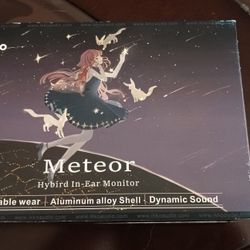 o
Meteor
Hybird In-Ear Monitor
able wear | Aluminum alloy Shell | Dynamic Sound